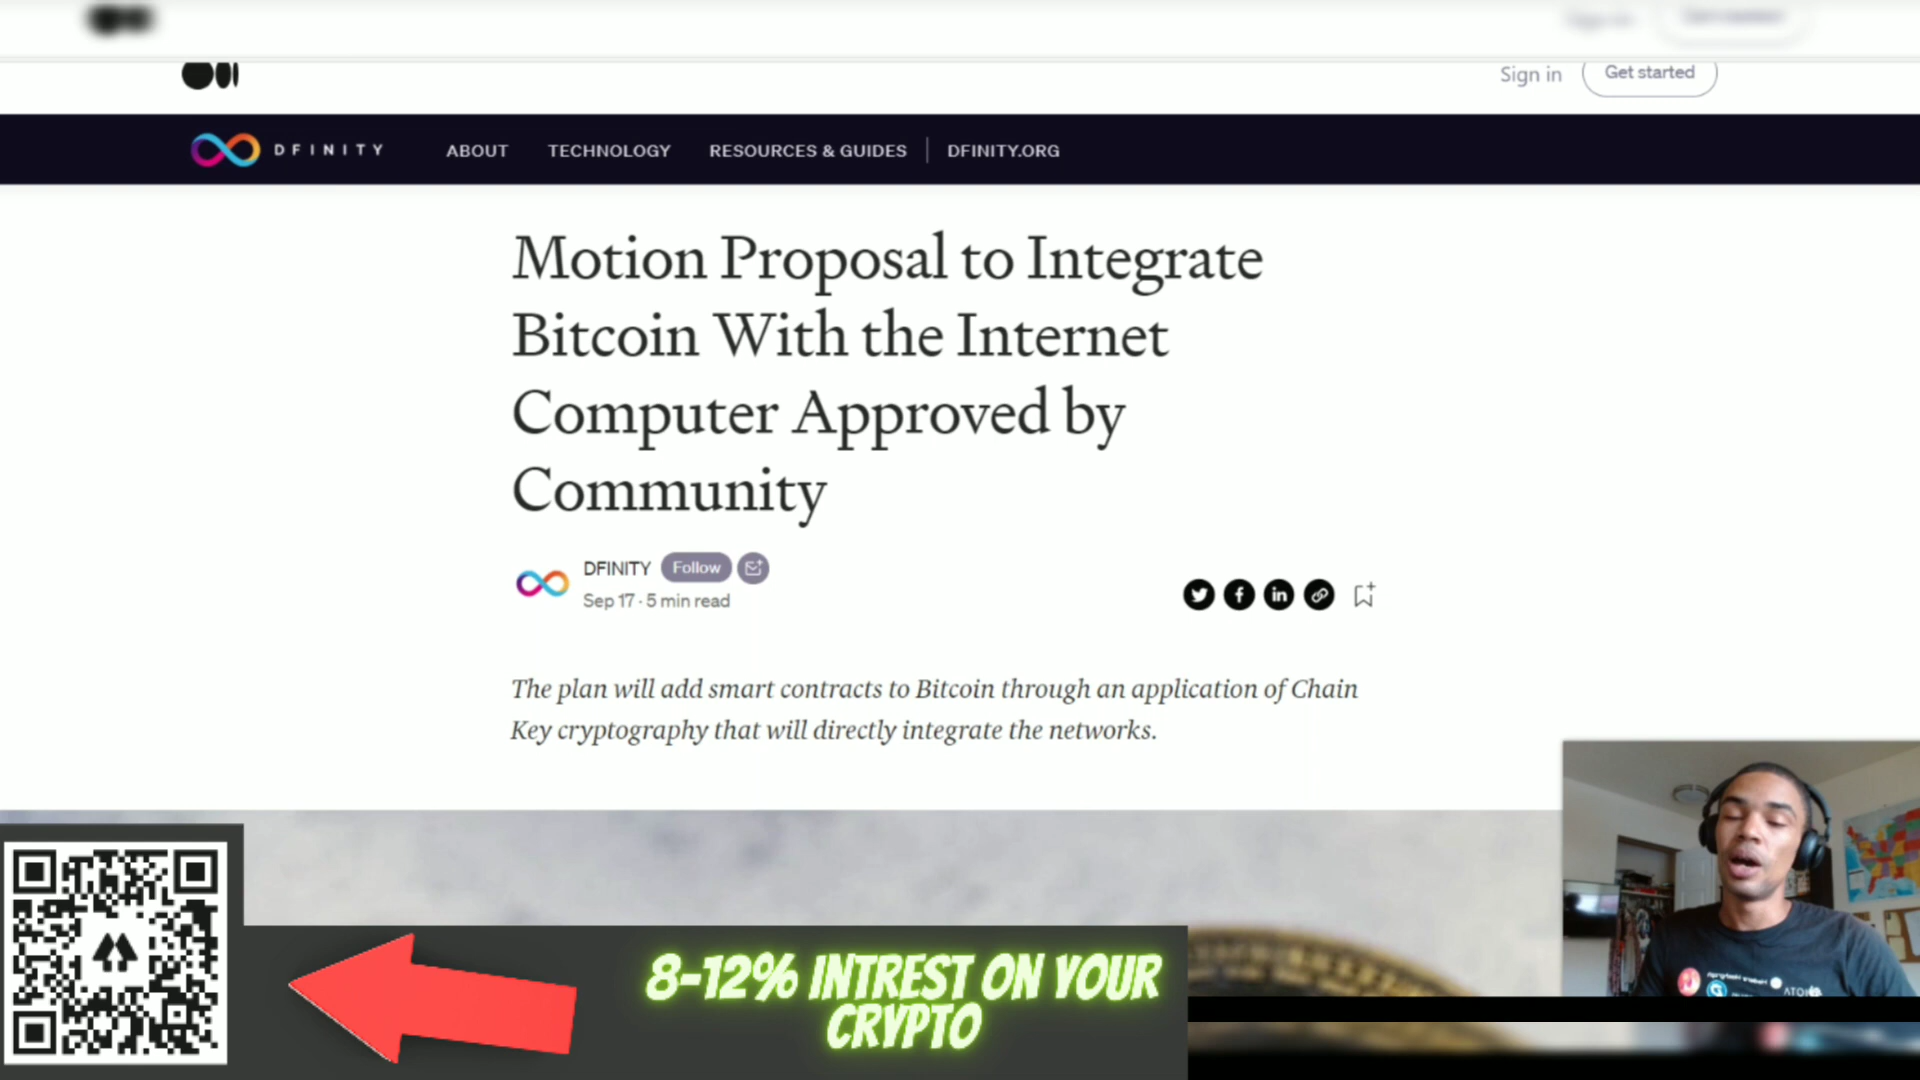 Sign in
Get started
DFINITY
ABOUT
TECHNOLOGY
RESOURCES & GUIDES
DFINITY.ORG
Motion Proposal to Integrate
Bitcoin With the Internet
Computer Approved by
Community
DFINITY
Follow
Sep 17 · 5 min read
The plan will add smart contracts to Bitcoin through an application of Chain
Key cryptography that will directly integrate the networks.
8-12% INTREST ON YOUR
CRYPTO